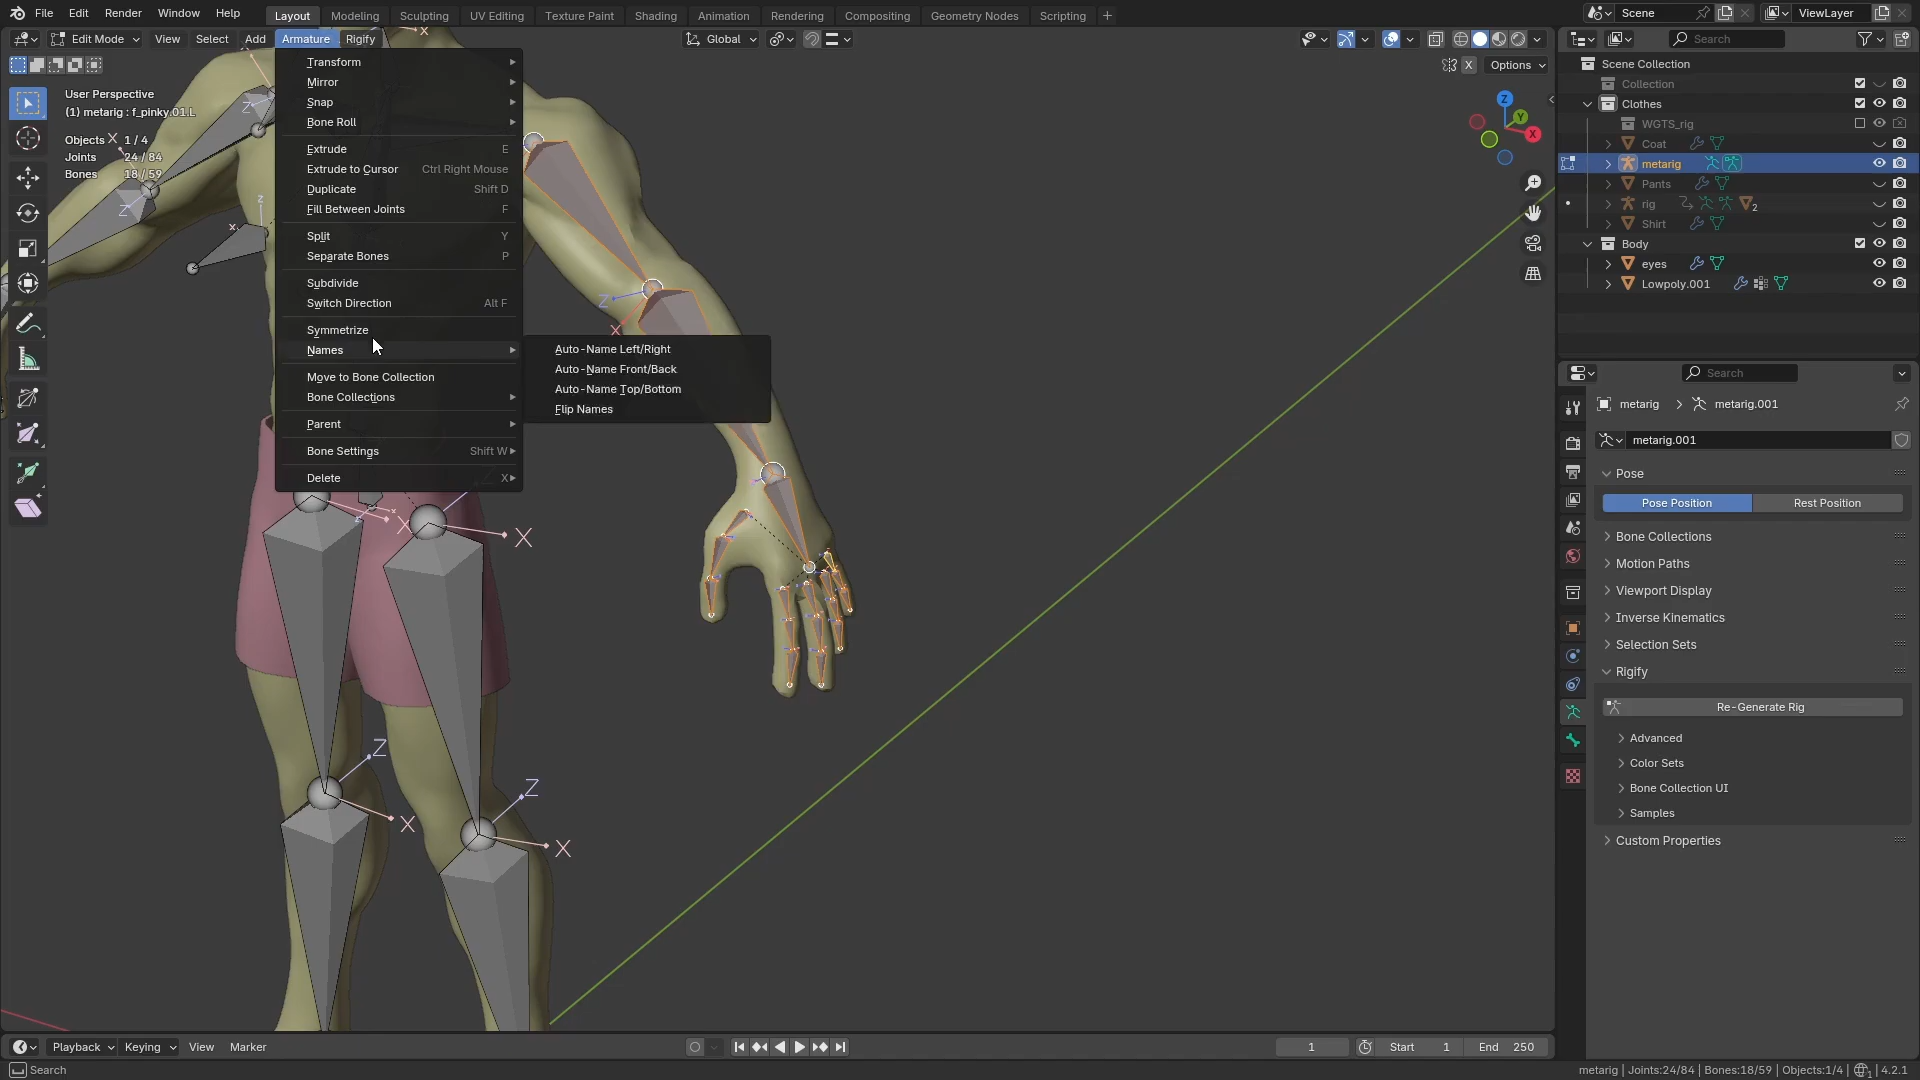 File Edit Render Window Help Layout Modeling Sculpting UV Editing Texture Paint Shading Animation Rendering Compositing Geometry Nodes Scripting + Scene ViewLayer
Edit Mode View Select Add Armature Rigify Global Search
X Options
User Perspective
(1) metarig : f_pinky.01.L
Objects 1 / 4
Joints 24 / 84
Bones 18 / 59
Transform
Mirror
Snap
Bone Roll
Extrude E
Extrude to Cursor Ctrl Right Mouse
Duplicate Shift D
Fill Between Joints F
Split Y
Separate Bones P
Subdivide
Switch Direction Alt F
Symmetrize
Names
Move to Bone Collection
Bone Collections
Parent
Bone Settings Shift W
Delete X
Auto-Name Left/Right
Auto-Name Front/Back
Auto-Name Top/Bottom
Flip Names
Z
Y
X
X
Z
Z
x
z
x
Z
X
X
X
Z
X
Z
X
Scene Collection
Collection
Clothes
WGTS_rig
Coat
metarig
Pants
rig 2
Shirt
Body
eyes
Lowpoly.001
Search
metarig > metarig.001
metarig.001
Pose
Pose Position Rest Position
Bone Collections
Motion Paths
Viewport Display
Inverse Kinematics
Selection Sets
Rigify
Re-Generate Rig
Advanced
Color Sets
Bone Collection UI
Samples
Custom Properties
Playback Keying View Marker 1 Start 1 End 250
Search metarig | Joints:24/84 | Bones:18/59 | Objects:1/4 | 4.2.1